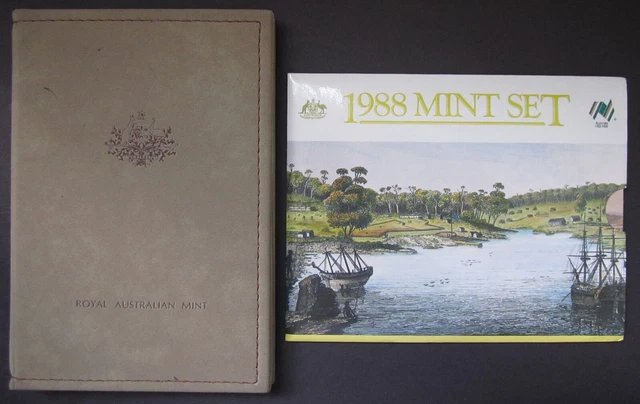 ROYAL AUSTRALIAN MINT
1988 MINT SET